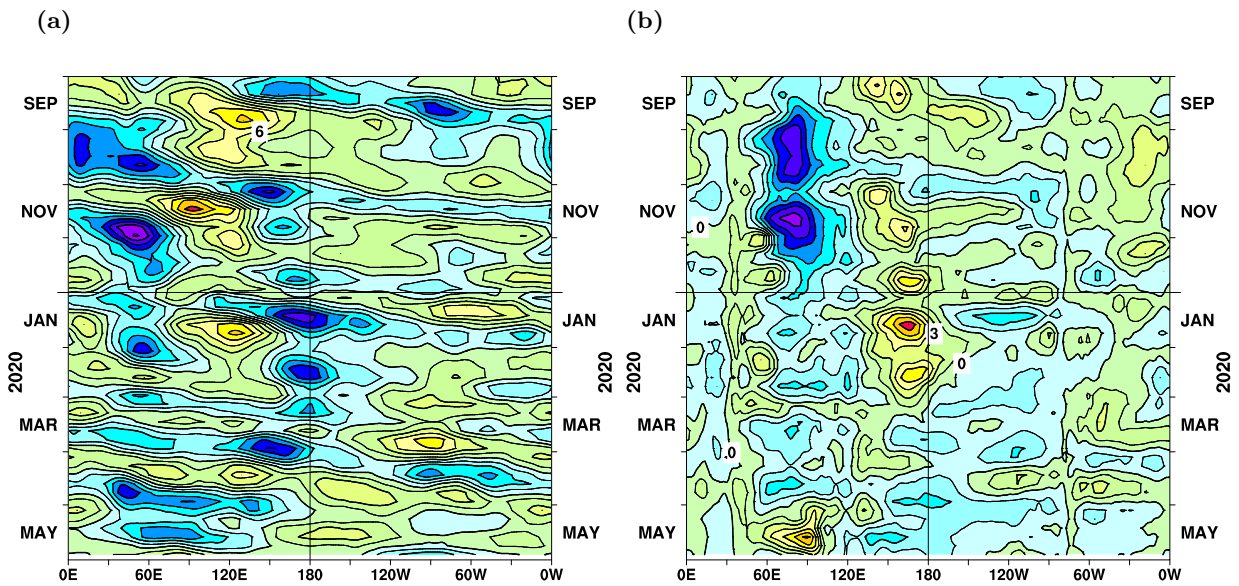 (a) (b)
SEP SEP SEP SEP
6
NOV NOV NOV NOV
0
JAN JAN JAN JAN
3
0
2020 2020 2020 2020
MAR MAR MAR MAR
.0
MAY MAY MAY MAY
0E 60E 120E 180 120W 60W 0W 0E 60E 120E 180 120W 60W 0W